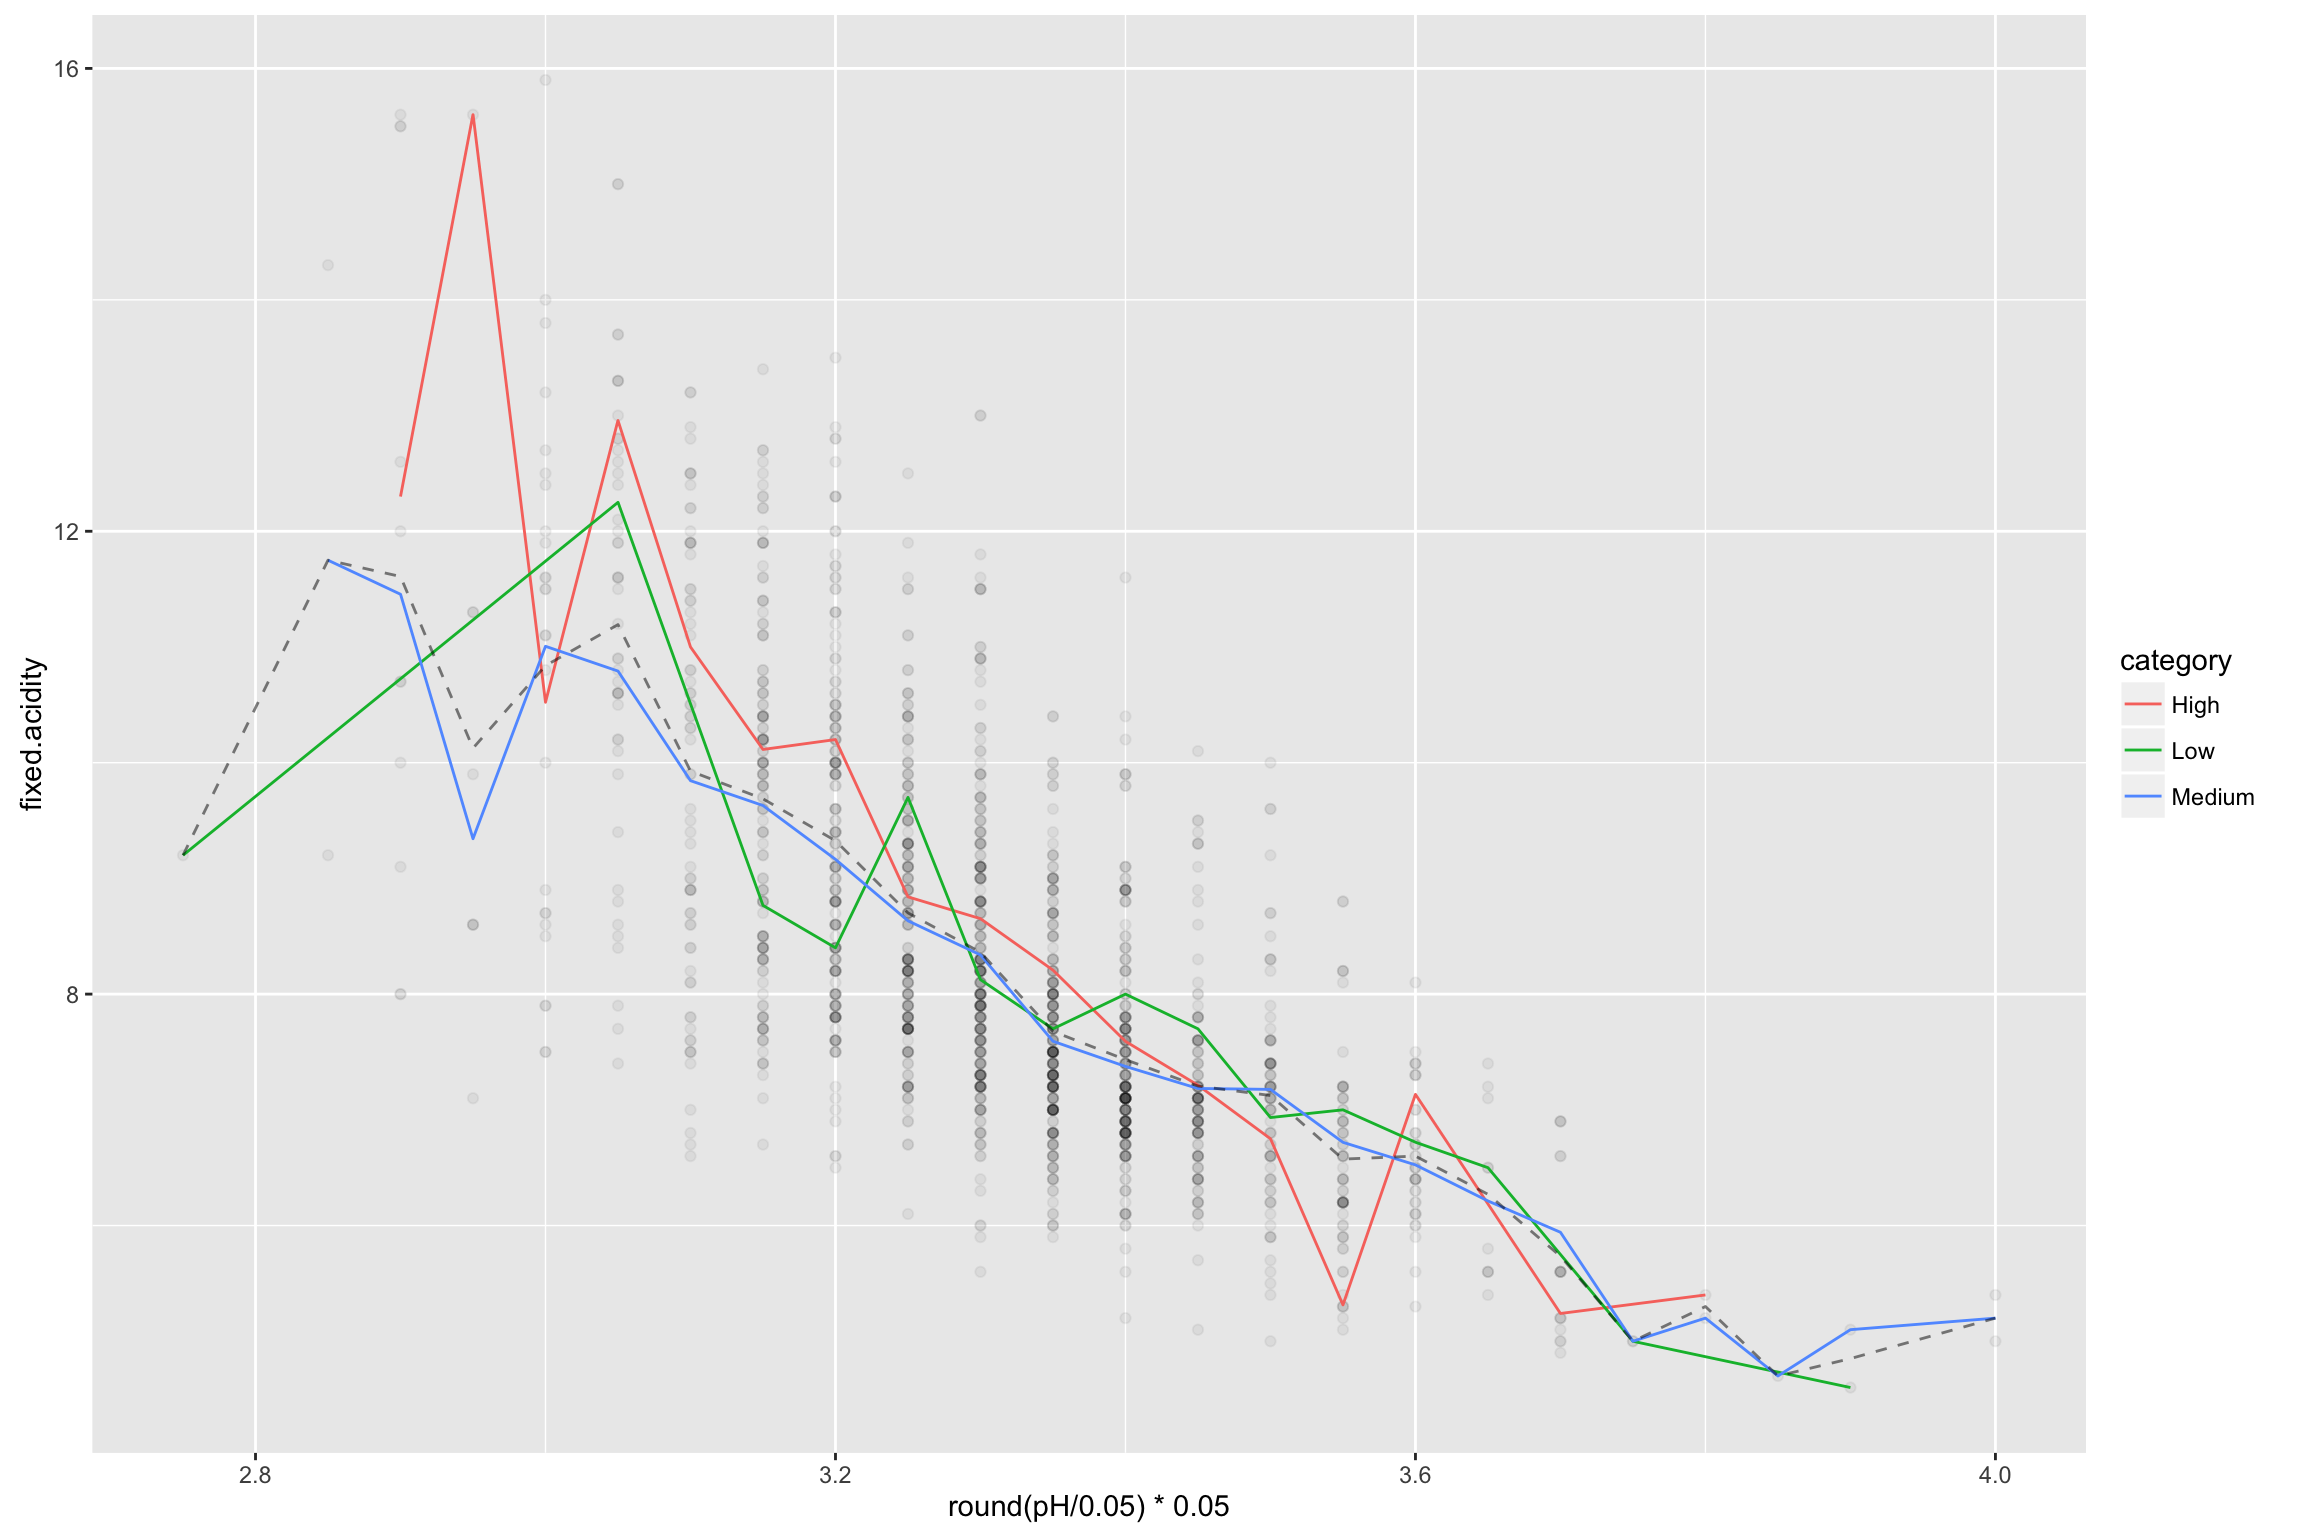 16
12
8
fixed.acidity
2.8
3.2
3.6
4.0
round(pH/0.05) * 0.05
category
High
Low
Medium